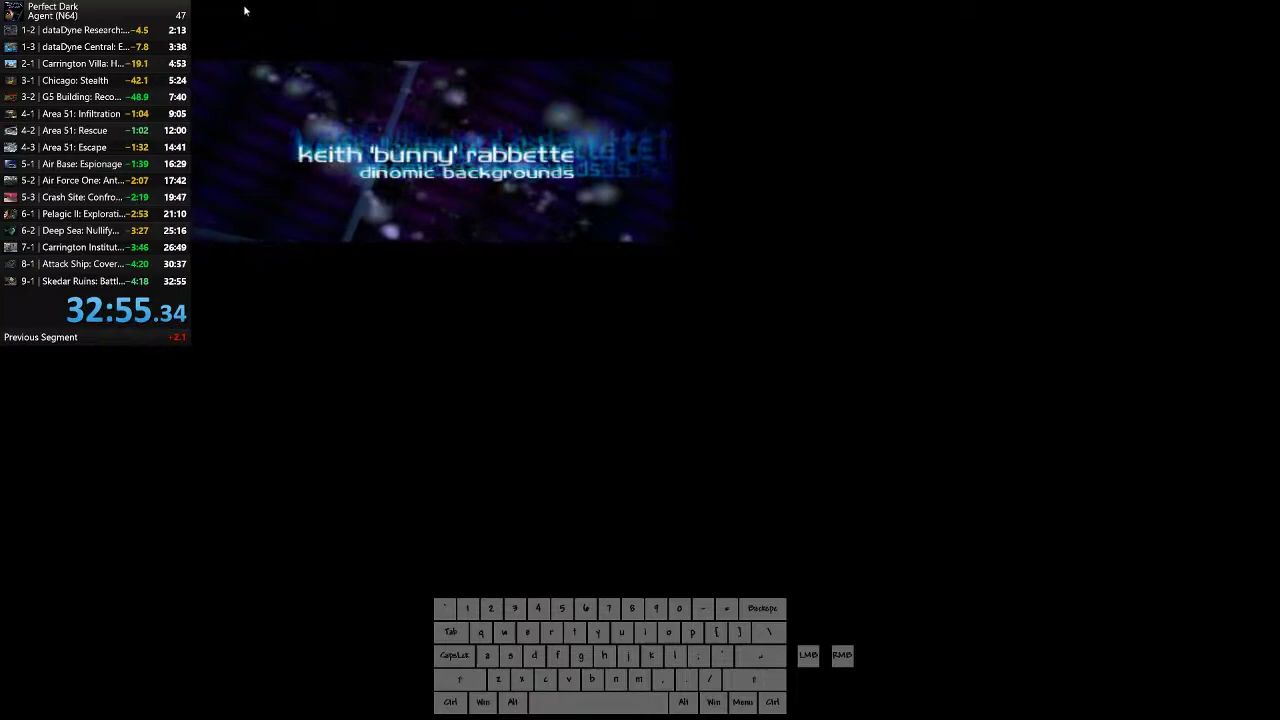 Perfect Dark
Agent (N64) 47
1-2 | dataDyne Research:... −4.5 2:13
1-3 | dataDyne Central: E... −7.8 3:38
2-1 | Carrington Villa: H... −19.1 4:53
3-1 | Chicago: Stealth −42.1 5:24
3-2 | G5 Building: Reco... −48.9 7:40
4-1 | Area 51: Infiltration −1:04 9:05
4-2 | Area 51: Rescue −1:02 12:00
4-3 | Area 51: Escape −1:32 14:41
5-1 | Air Base: Espionage −1:39 16:29
5-2 | Air Force One: Ant... −2:07 17:42
5-3 | Crash Site: Confro... −2:19 19:47
6-1 | Pelagic II: Explorati... −2:53 21:10
6-2 | Deep Sea: Nullify... −3:27 25:16
7-1 | Carrington Institut... −3:46 26:49
8-1 | Attack Ship: Cover... −4:20 30:37
9-1 | Skedar Ruins: Battl... −4:18 32:55
32:55.34
Previous Segment +2.1
keith 'bunny' rabbette
dinomic backgrounds
` 1 2 3 4 5 6 7 8 9 0 - = Backspc
Tab q w e r t y u i o p [ ] \
CapsLck a s d f g h j k l ; '
z x c v b n m , . /
Ctrl Win Alt Alt Win Menu Ctrl
LMB RMB